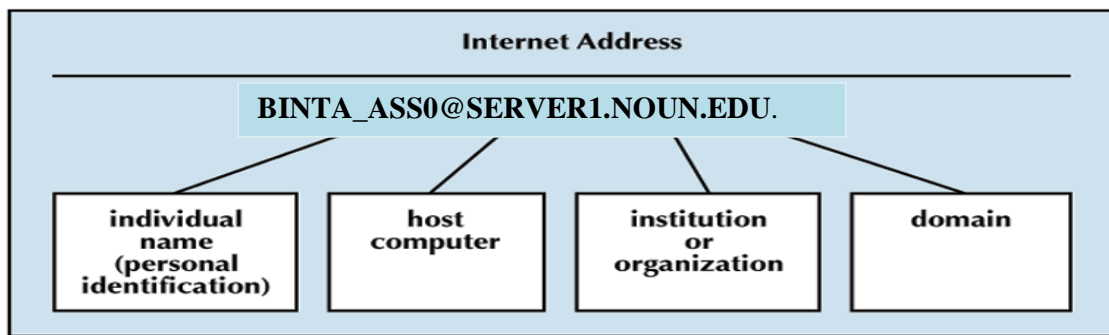 Internet Address
BINTA_ASS0@SERVER1.NOUN.EDU.
individual
name
(personal
identification)
host
computer
institution
or
organization
domain